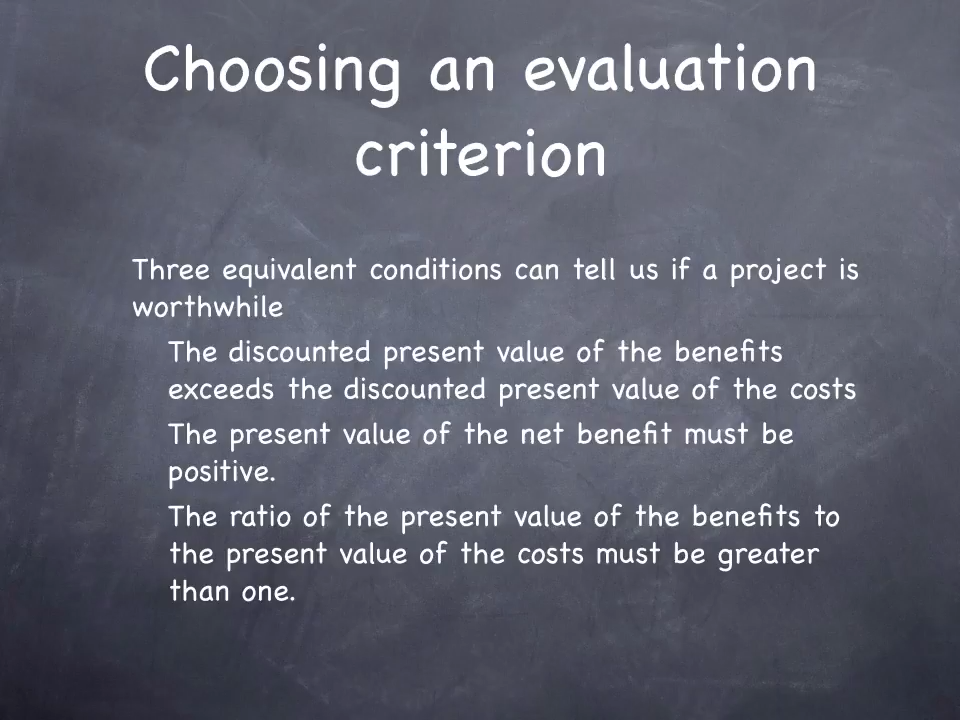 Choosing an evaluation
criterion
Three equivalent conditions can tell us if a project is
worthwhile
The discounted present value of the benefits
exceeds the discounted present value of the costs
The present value of the net benefit must be
positive.
The ratio of the present value of the benefits to
the present value of the costs must be greater
than one.